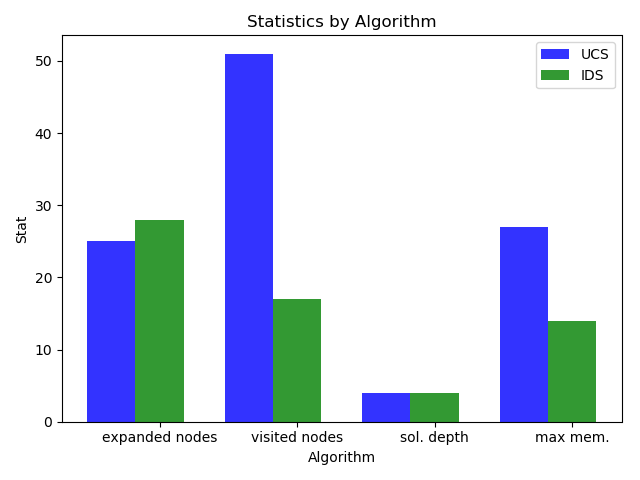 Statistics by Algorithm
UCS
IDS
50
40
30
20
10
0
Stat
expanded nodes visited nodes sol. depth max mem.
Algorithm